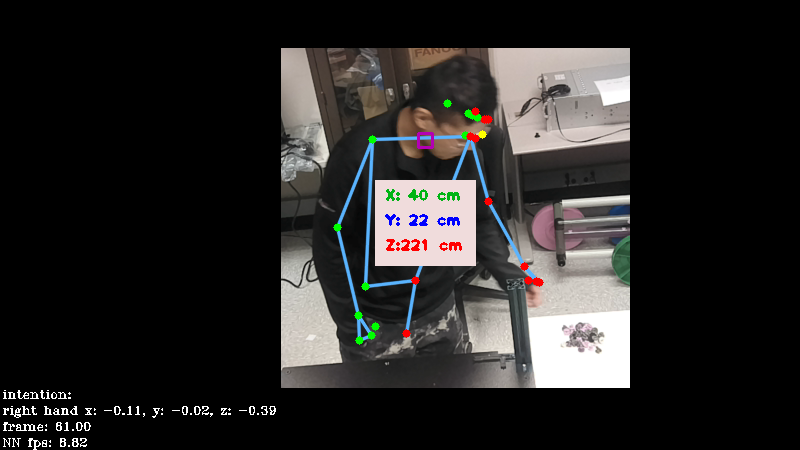 FANUC
X: 40 cm
Y: 22 cm
Z:221 cm
intention:
right hand x: -0.11, y: -0.02, z: -0.39
frame: 61.00
NN fps: 8.82